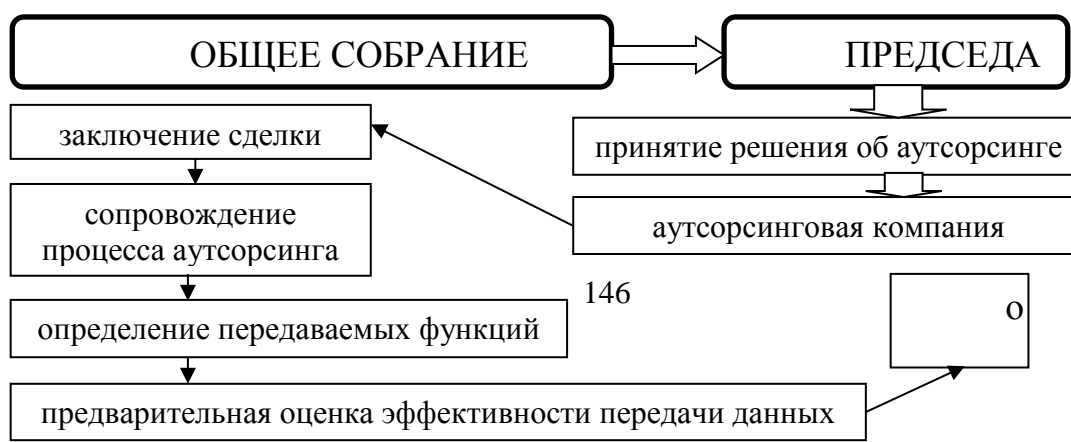 ОБЩЕЕ СОБРАНИЕ
ПРЕДСЕДА
заключение сделки
принятие решения об аутсорсинге
сопровождение
процесса аутсорсинга
аутсорсинговая компания
146
о
определение передаваемых функций
предварительная оценка эффективности передачи данных